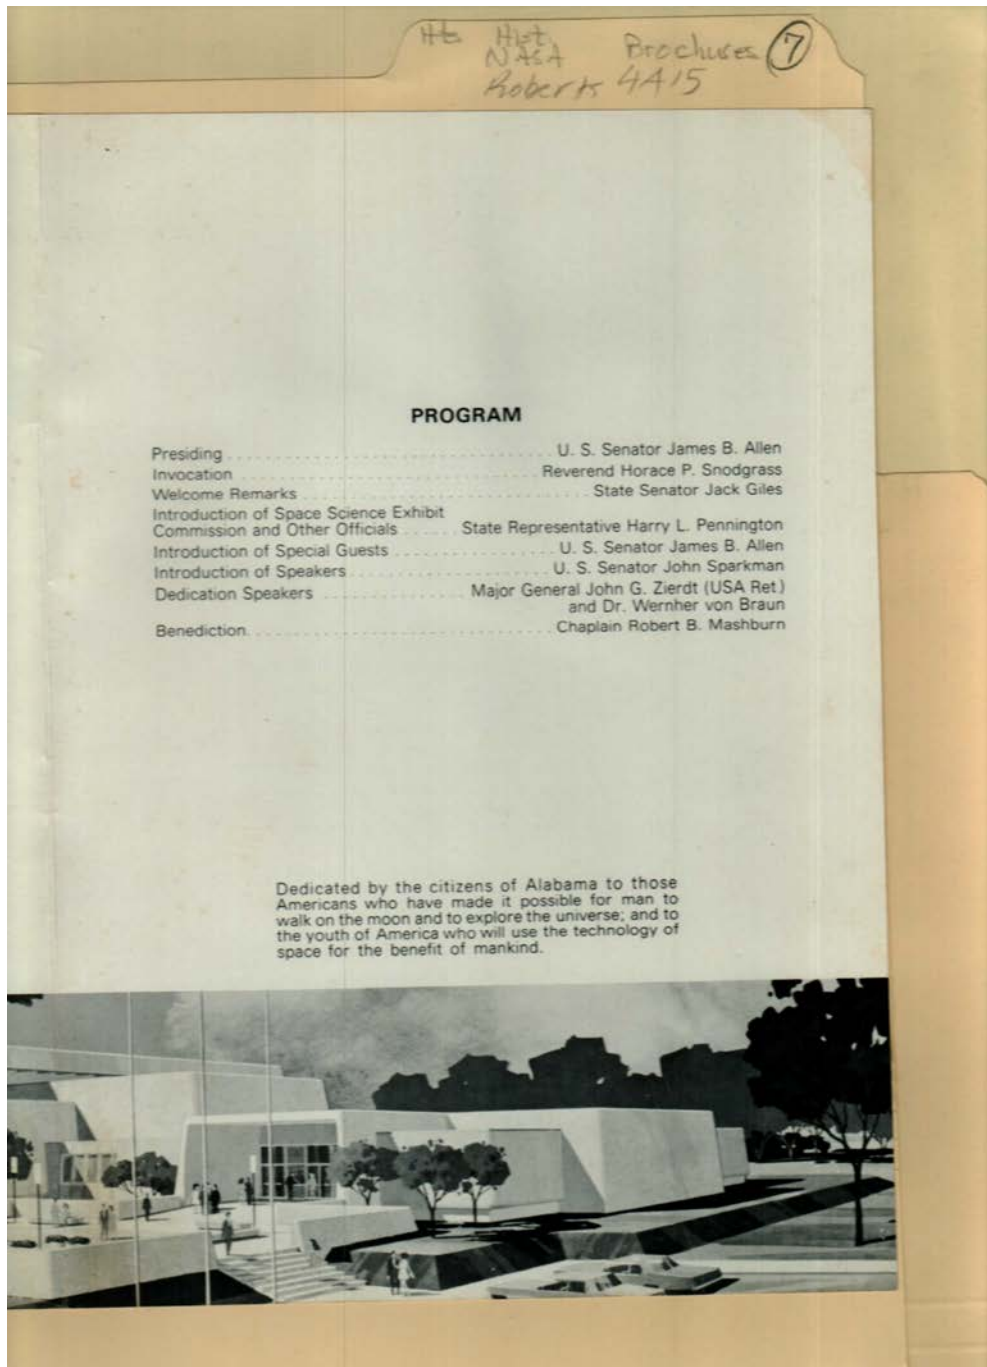 Hts Hist. Brochures 7
NASA
Roberts 4A15
PROGRAM
Presiding . . . . . . . . . . . . . . . . . . . . . . . . . . U. S. Senator James B. Allen
Invocation . . . . . . . . . . . . . . . . . . . . . . . . Reverend Horace P. Snodgrass
Welcome Remarks . . . . . . . . . . . . . . . . . . . . . . State Senator Jack Giles
Introduction of Space Science Exhibit
Commission and Other Officials . . . . . . State Representative Harry L. Pennington
Introduction of Special Guests . . . . . . . . . . . . . . U. S. Senator James B. Allen
Introduction of Speakers . . . . . . . . . . . . . . . . . U. S. Senator John Sparkman
Dedication Speakers . . . . . . . . . . . . Major General John G. Zierdt (USA Ret.)
and Dr. Wernher von Braun
Benediction. . . . . . . . . . . . . . . . . . . . . . . . . Chaplain Robert B. Mashburn
Dedicated by the citizens of Alabama to those
Americans who have made it possible for man to
walk on the moon and to explore the universe; and to
the youth of America who will use the technology of
space for the benefit of mankind.